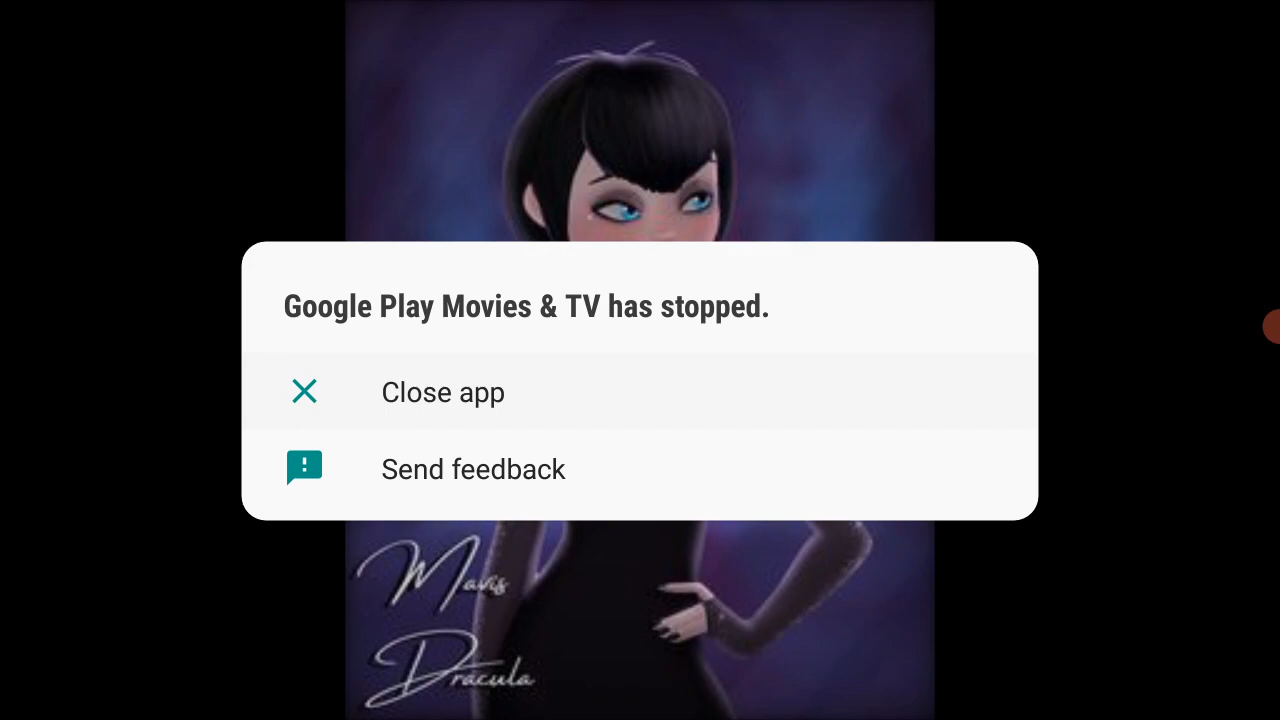 Google Play Movies & TV has stopped.
Close app
Send feedback
Mavis
Dracula